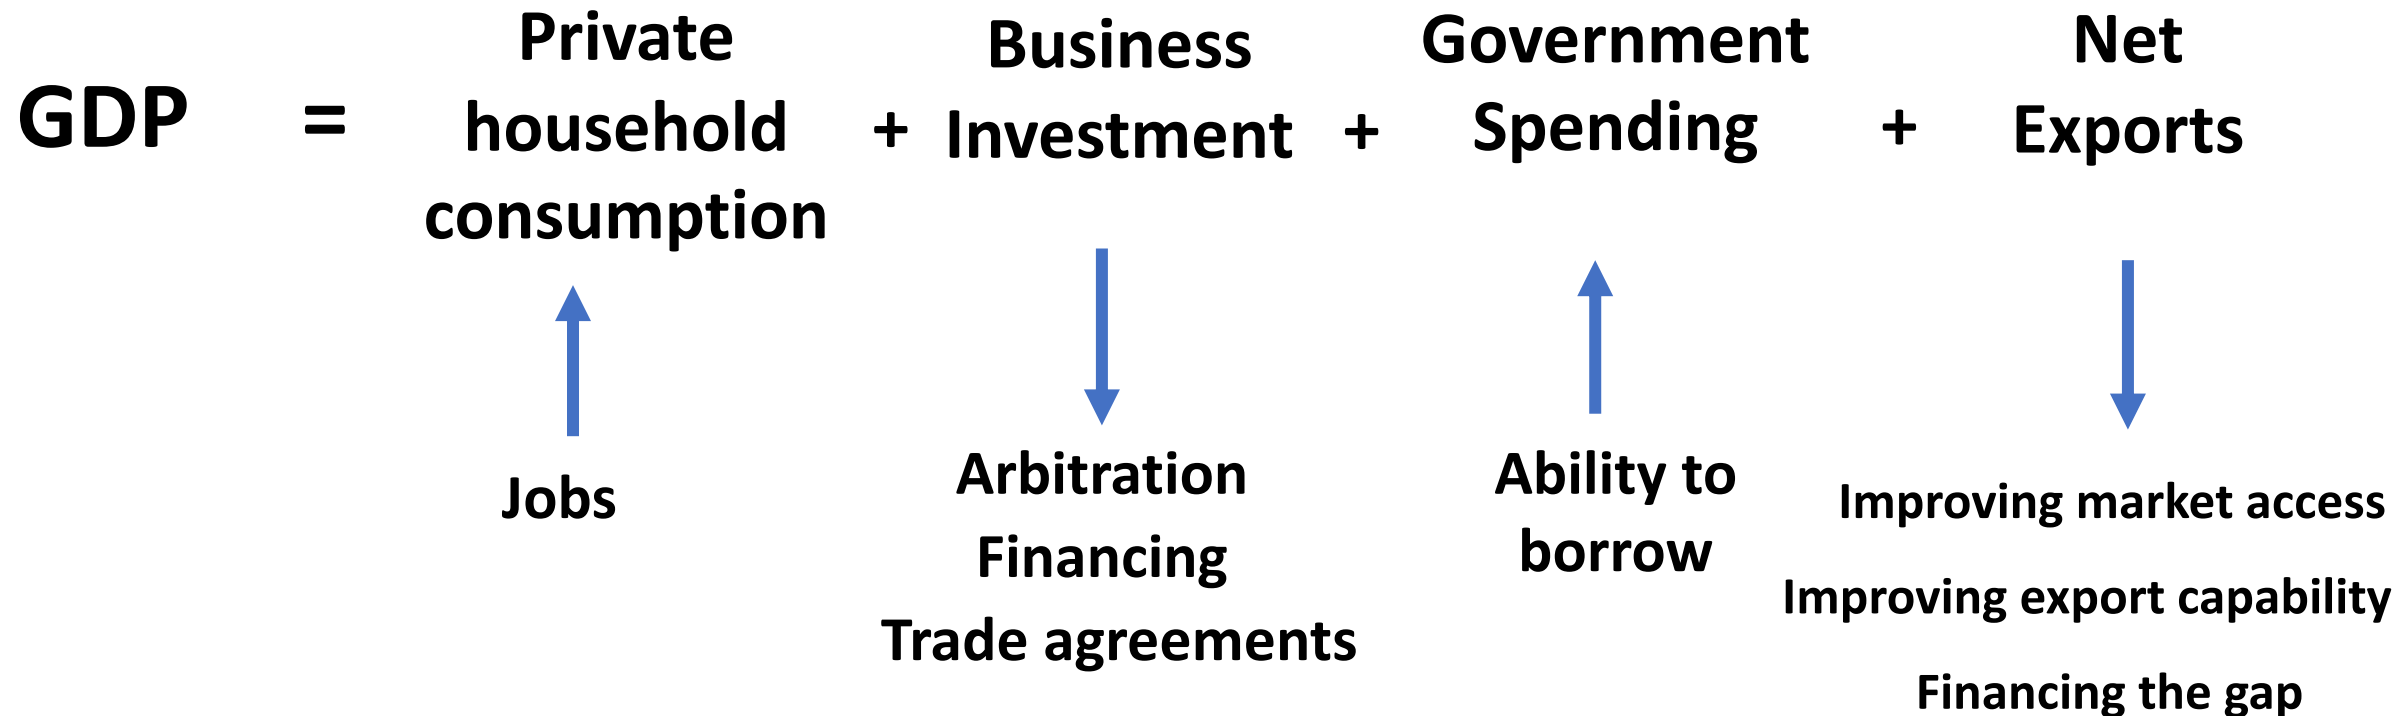 GDP = Private household consumption + Business Investment + Government Spending + Net Exports
Jobs
Arbitration
Financing
Trade agreements
Ability to
borrow
Improving market access
Improving export capability
Financing the gap